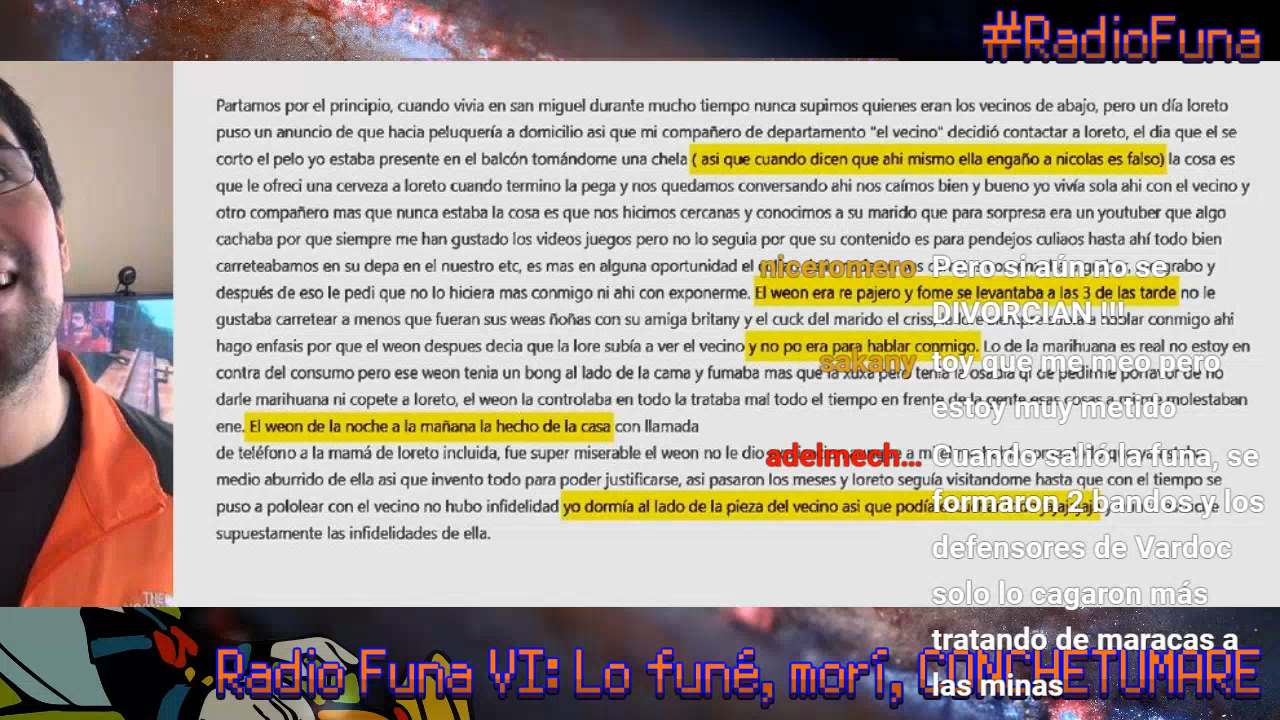 #RadioFuna
Partamos por el principio, cuando vivia en san miguel durante mucho tiempo nunca supimos quienes eran los vecinos de abajo, pero un día loreto
puso un anuncio de que hacia peluquería a domicilio asi que mi compañero de departamento "el vecino" decidió contactar a loreto, el dia que el se
corto el pelo yo estaba presente en el balcón tomándome una chela ( asi que cuando dicen que ahi mismo ella engaño a nicolas es falso) la cosa es
que le ofreci una cerveza a loreto cuando termino la pega y nos quedamos conversando ahi nos caímos bien y bueno yo vivía sola ahi con el vecino y
otro compañero mas que nunca estaba la cosa es que nos hicimos cercanas y conocimos a su marido que para sorpresa era un youtuber que algo
cachaba por que siempre me han gustado los videos juegos pero no lo seguia por que su contenido es para pendejos culiaos hasta ahí todo bien
carreteabamos en su depa en el nuestro etc, es mas en alguna oportunidad el grabo y
después de eso le pedi que no lo hiciera mas conmigo ni ahi con exponerme. El weon era re pajero y fome se levantaba a las 3 de las tarde no le
gustaba carretear a menos que fueran sus weas ñoñas con su amiga britany y el cuck del marido el criss, hablar conmigo ahi
hago enfasis por que el weon despues decia que la lore subía a ver el vecino y no po era para hablar conmigo. Lo de la marihuana es real no estoy en
contra del consumo pero ese weon tenia un bong al lado de la cama y fumaba mas que la xuxa pero tenia la osadia de pedirme por no
darle marihuana ni copete a loreto, el weon la controlaba en todo la trataba mal todo el tiempo en frente de la gente esas cosas a mi me molestaban
ene. El weon de la noche a la mañana la hecho de la casa con llamada
de teléfono a la mamá de loreto incluida, fue super miserable el weon no le dio
medio aburrido de ella asi que invento todo para poder justificarse, asi pasaron los meses y loreto seguía visitandome hasta que con el tiempo se
puso a pololear con el vecino no hubo infidelidad yo dormía al lado de la pieza del vecino asi que podía
supuestamente las infidelidades de ella.
niceromero Pero si aún no se
DIVORCIAN !!!
sakany toy que me meo pero
estoy muy metido
adelmech... Cuando salió la funa, se
formaron 2 bandos y los
defensores de Vardoc
solo lo cagaron más
tratando de maracas a
las minas
THE
Radio Funa VI: Lo funé, morí, CONCHETUMARE